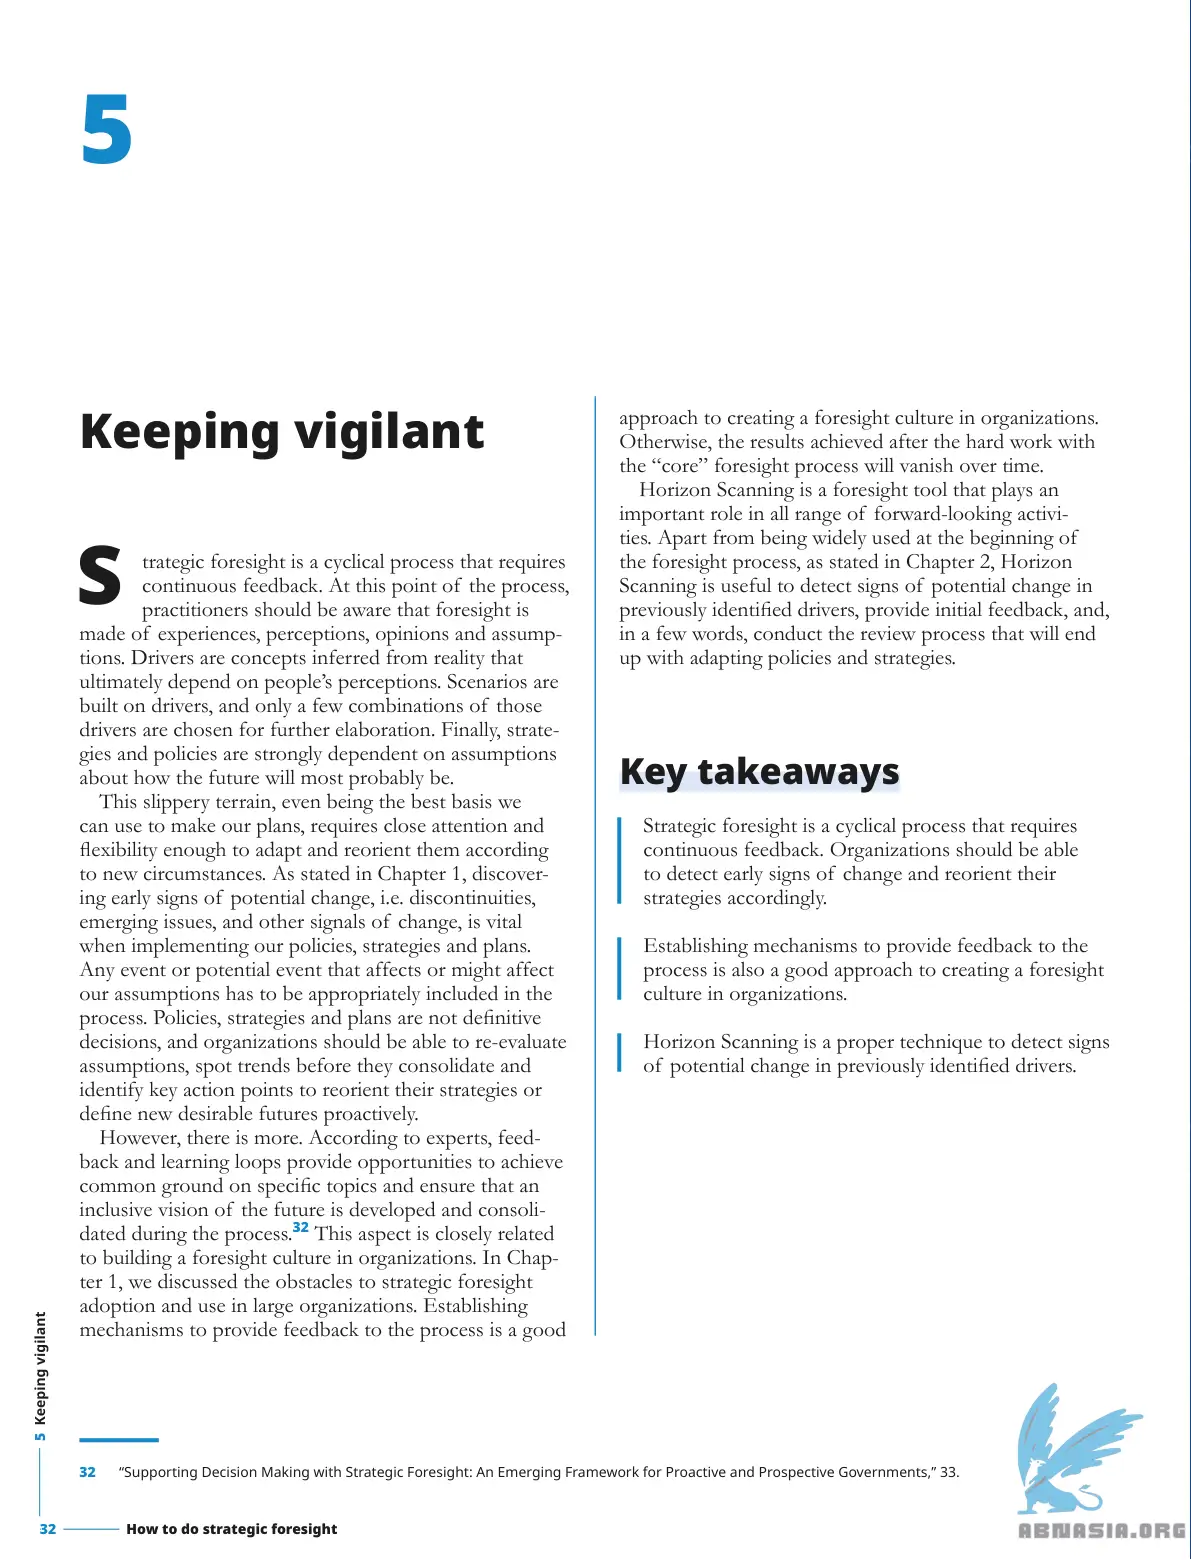 5
Keeping vigilant
Strategic foresight is a cyclical process that requires
continuous feedback. At this point of the process,
practitioners should be aware that foresight is
made of experiences, perceptions, opinions and assump-
tions. Drivers are concepts inferred from reality that
ultimately depend on people’s perceptions. Scenarios are
built on drivers, and only a few combinations of those
drivers are chosen for further elaboration. Finally, strate-
gies and policies are strongly dependent on assumptions
about how the future will most probably be.
This slippery terrain, even being the best basis we
can use to make our plans, requires close attention and
flexibility enough to adapt and reorient them according
to new circumstances. As stated in Chapter 1, discover-
ing early signs of potential change, i.e. discontinuities,
emerging issues, and other signals of change, is vital
when implementing our policies, strategies and plans.
Any event or potential event that affects or might affect
our assumptions has to be appropriately included in the
process. Policies, strategies and plans are not definitive
decisions, and organizations should be able to re-evaluate
assumptions, spot trends before they consolidate and
identify key action points to reorient their strategies or
define new desirable futures proactively.
However, there is more. According to experts, feed-
back and learning loops provide opportunities to achieve
common ground on specific topics and ensure that an
inclusive vision of the future is developed and consoli-
dated during the process.32 This aspect is closely related
to building a foresight culture in organizations. In Chap-
ter 1, we discussed the obstacles to strategic foresight
adoption and use in large organizations. Establishing
mechanisms to provide feedback to the process is a good
approach to creating a foresight culture in organizations.
Otherwise, the results achieved after the hard work with
the “core” foresight process will vanish over time.
Horizon Scanning is a foresight tool that plays an
important role in all range of forward-looking activi-
ties. Apart from being widely used at the beginning of
the foresight process, as stated in Chapter 2, Horizon
Scanning is useful to detect signs of potential change in
previously identified drivers, provide initial feedback, and,
in a few words, conduct the review process that will end
up with adapting policies and strategies.
Key takeaways
Strategic foresight is a cyclical process that requires
continuous feedback. Organizations should be able
to detect early signs of change and reorient their
strategies accordingly.
Establishing mechanisms to provide feedback to the
process is also a good approach to creating a foresight
culture in organizations.
Horizon Scanning is a proper technique to detect signs
of potential change in previously identified drivers.
5 Keeping vigilant
32 “Supporting Decision Making with Strategic Foresight: An Emerging Framework for Proactive and Prospective Governments,” 33.
32 How to do strategic foresight
ABNASIA.ORG